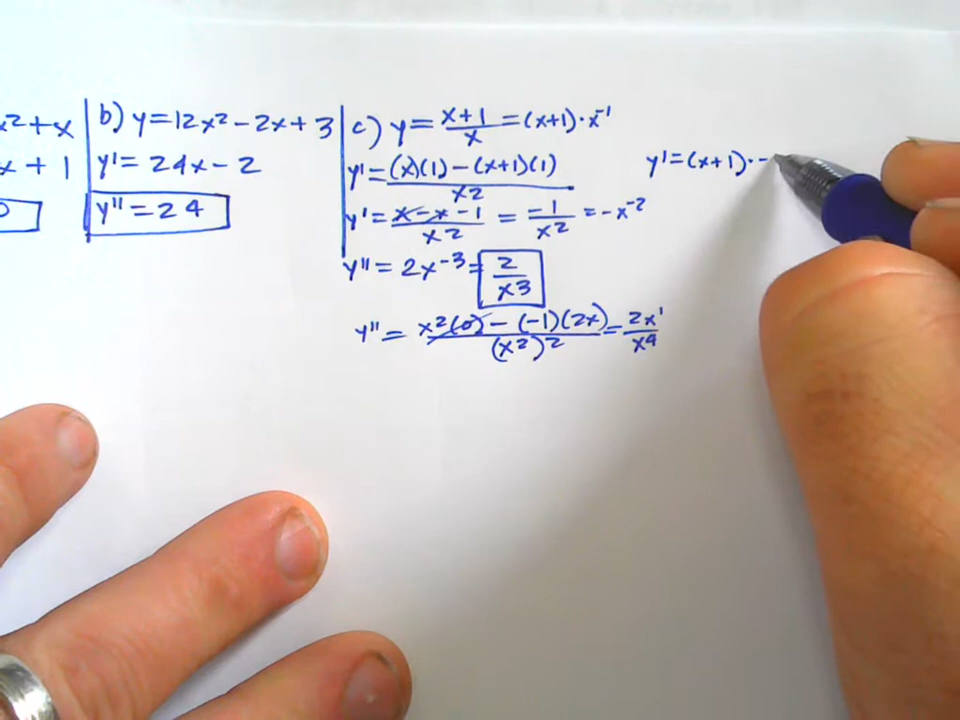 x²+x
x+1
0
b) y=12x²-2x+3
y'=24x-2
y''=24
c) y=x+1/x=(x+1)·x⁻¹
y'=(x)(1)-(x+1)(1)/x²
y'=x-x-1/x²=-1/x²=-x⁻²
y''=2x⁻³=2/x³
y''=x²(0)-(-1)(2x)/(x²)²=2x¹/x⁴
y'=(x+1)·-